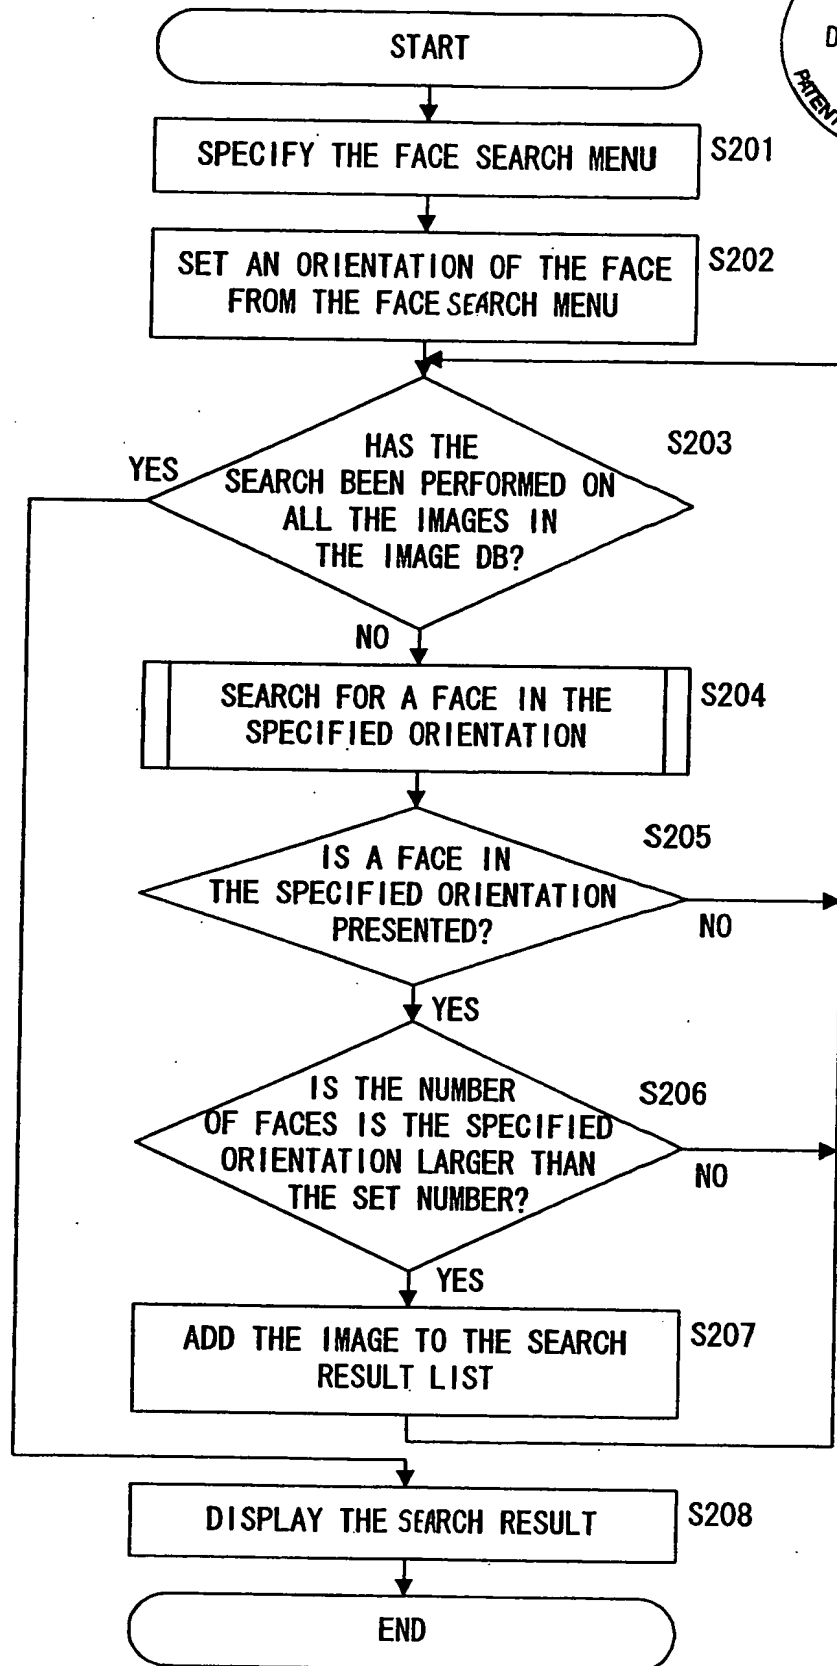 START
SPECIFY THE FACE SEARCH MENU
S201
SET AN ORIENTATION OF THE FACE
FROM THE FACE SEARCH MENU
S202
HAS THE
SEARCH BEEN PERFORMED ON
ALL THE IMAGES IN
THE IMAGE DB?
S203
YES
NO
SEARCH FOR A FACE IN THE
SPECIFIED ORIENTATION
S204
IS A FACE IN
THE SPECIFIED ORIENTATION
PRESENTED?
S205
NO
YES
IS THE NUMBER
OF FACES IS THE SPECIFIED
ORIENTATION LARGER THAN
THE SET NUMBER?
S206
NO
YES
ADD THE IMAGE TO THE SEARCH
RESULT LIST
S207
DISPLAY THE SEARCH RESULT
S208
END